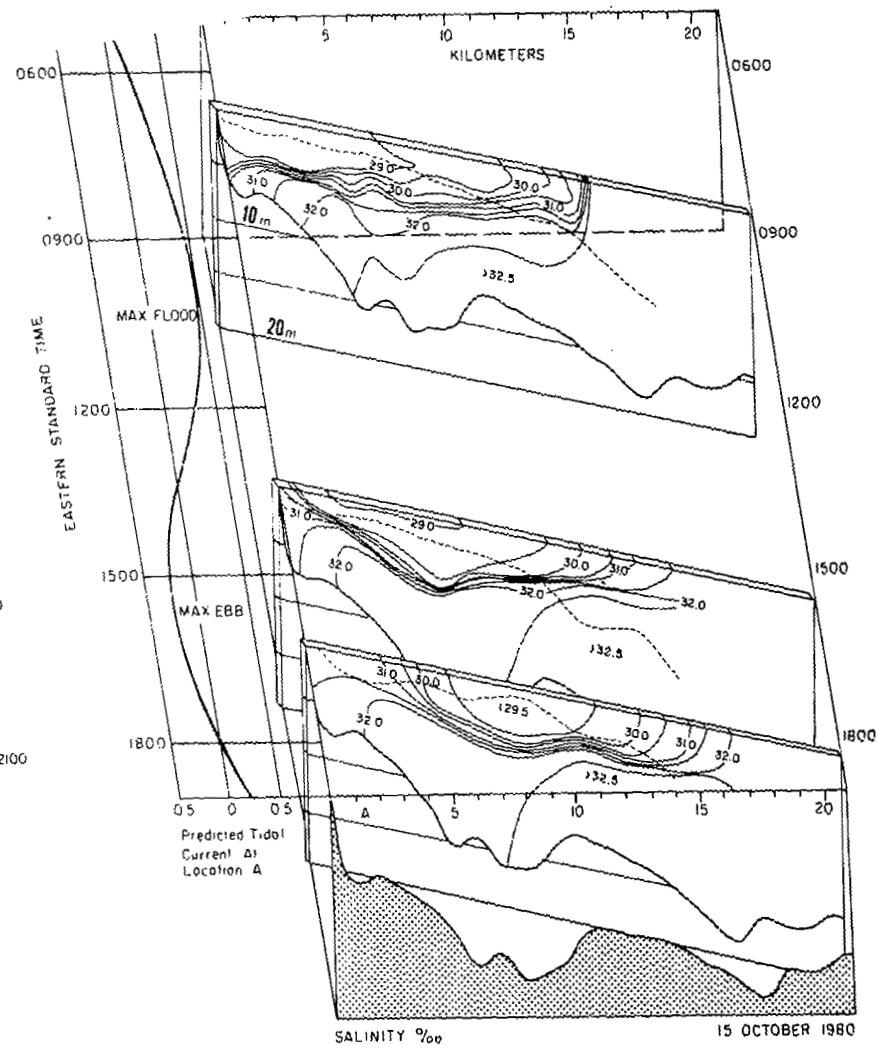 5 10 15 20
KILOMETERS
0600
0600
29.0
31.0 30.0 30.0
31.0
10m 32.0 32.0
0900
0900
>32.5
MAX FLOOD
20m
EASTERN STANDARD TIME
1200
1200
31.0 29.0
30.0 31.0
32.0 32.0 32.0
1500
1500
MAX EBB
>32.5
31.0 30.0
29.5
32.0 30.0 31.0 32.0
1800
1800
2100
>32.5
0.5 0 0.5 A 5 10 15 20
Predicted Tidal
Current At
Location A
SALINITY ‰
15 OCTOBER 1980